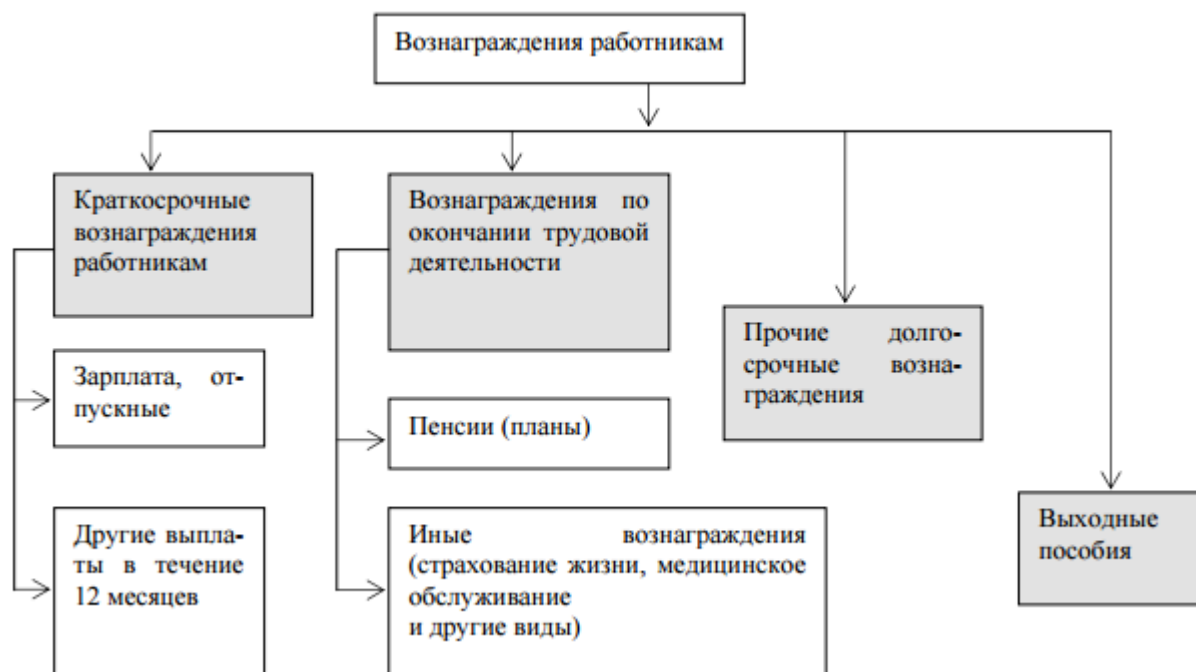 Вознаграждения работникам
Краткосрочные
вознаграждения
работникам
Вознаграждения по
окончании трудовой
деятельности
Прочие долго-
срочные возна-
граждения
Выходные
пособия
Зарплата, от-
пускные
Другие выпла-
ты в течение
12 месяцев
Пенсии (планы)
Иные вознаграждения
(страхование жизни, медицинское
обслуживание
и другие виды)